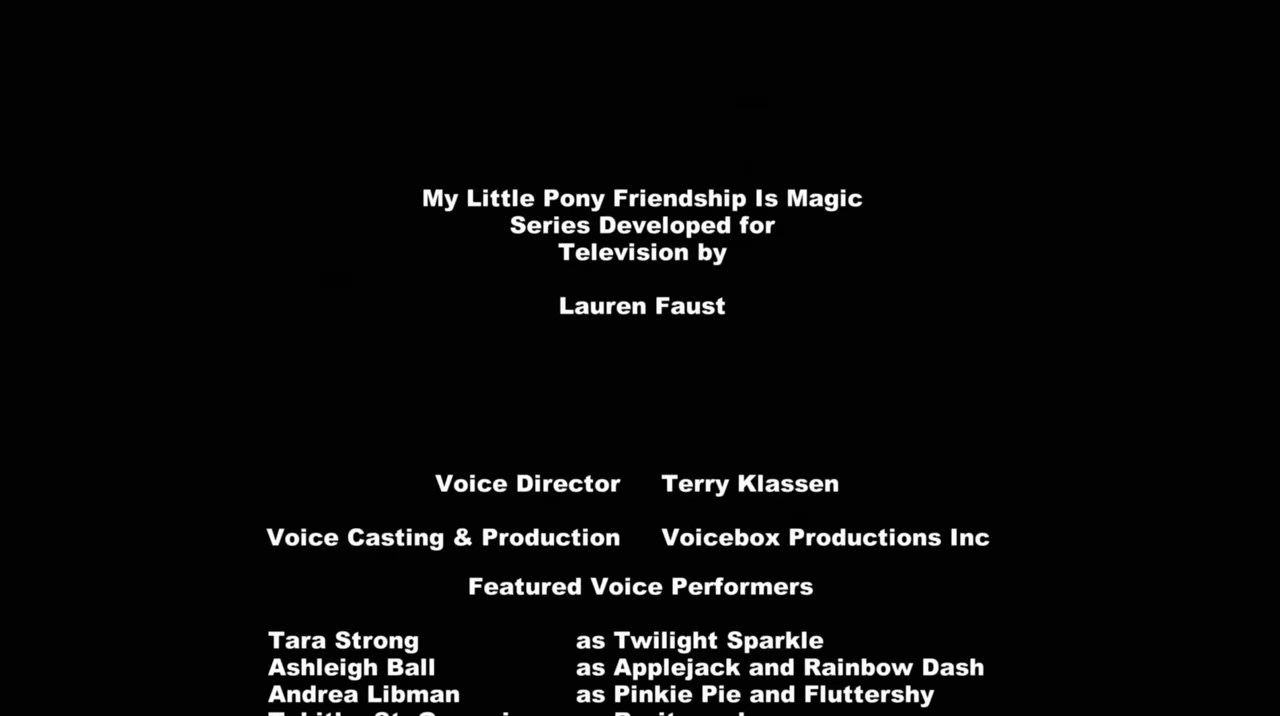 My Little Pony Friendship Is Magic
Series Developed for
Television by
Lauren Faust
Voice Director Terry Klassen
Voice Casting & Production Voicebox Productions Inc
Featured Voice Performers
Tara Strong as Twilight Sparkle
Ashleigh Ball as Applejack and Rainbow Dash
Andrea Libman as Pinkie Pie and Fluttershy